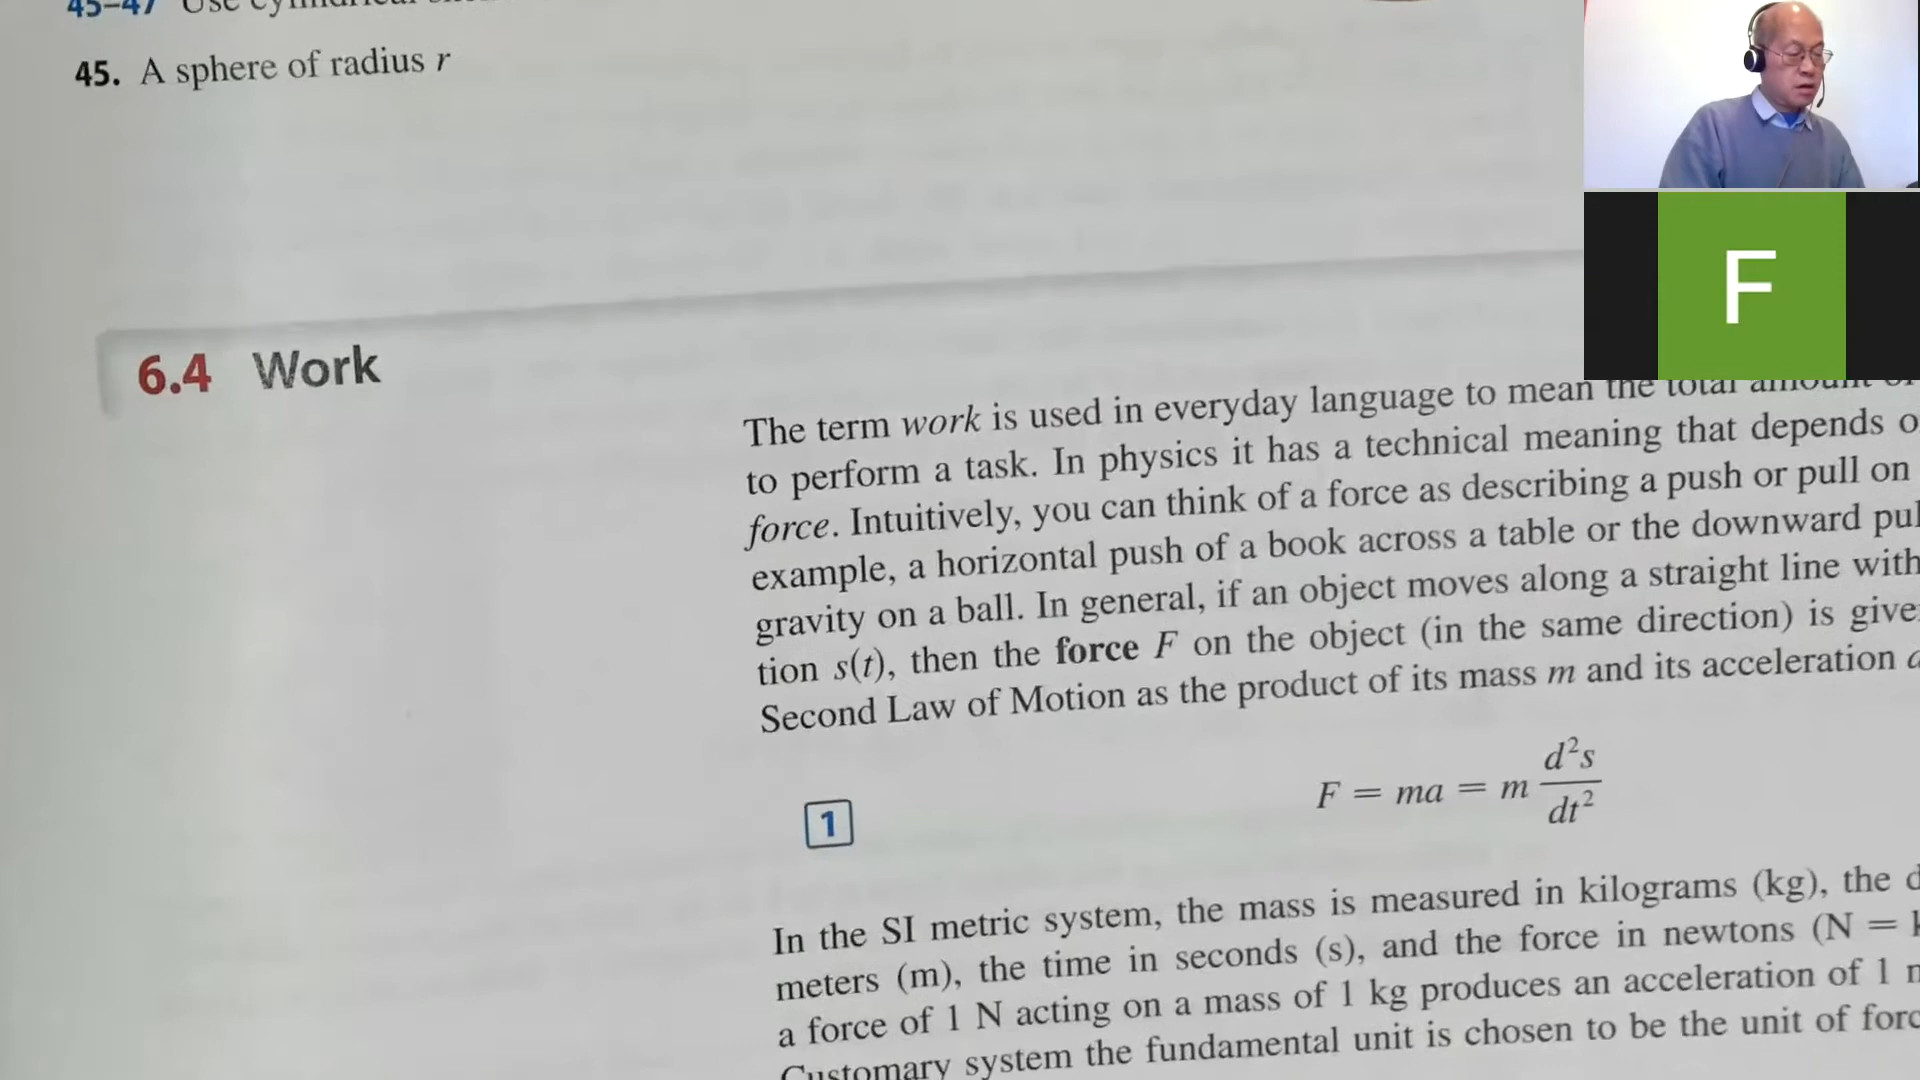 45–47 Use cylindrical
45. A sphere of radius r
F
6.4 Work
The term work is used in everyday language to mean the total amount of
to perform a task. In physics it has a technical meaning that depends
force. Intuitively, you can think of a force as describing a push or pull on
example, a horizontal push of a book across a table or the downward
gravity on a ball. In general, if an object moves along a straight line with
tion s(t), then the force F on the object (in the same direction) is
Second Law of Motion as the product of its mass m and its acceleration
1 F = ma = m d²s/dt²
In the SI metric system, the mass is measured in kilograms (kg), the
meters (m), the time in seconds (s), and the force in newtons (N =
a force of 1 N acting on a mass of 1 kg produces an acceleration of 1
Customary system the fundamental unit is chosen to be the unit of